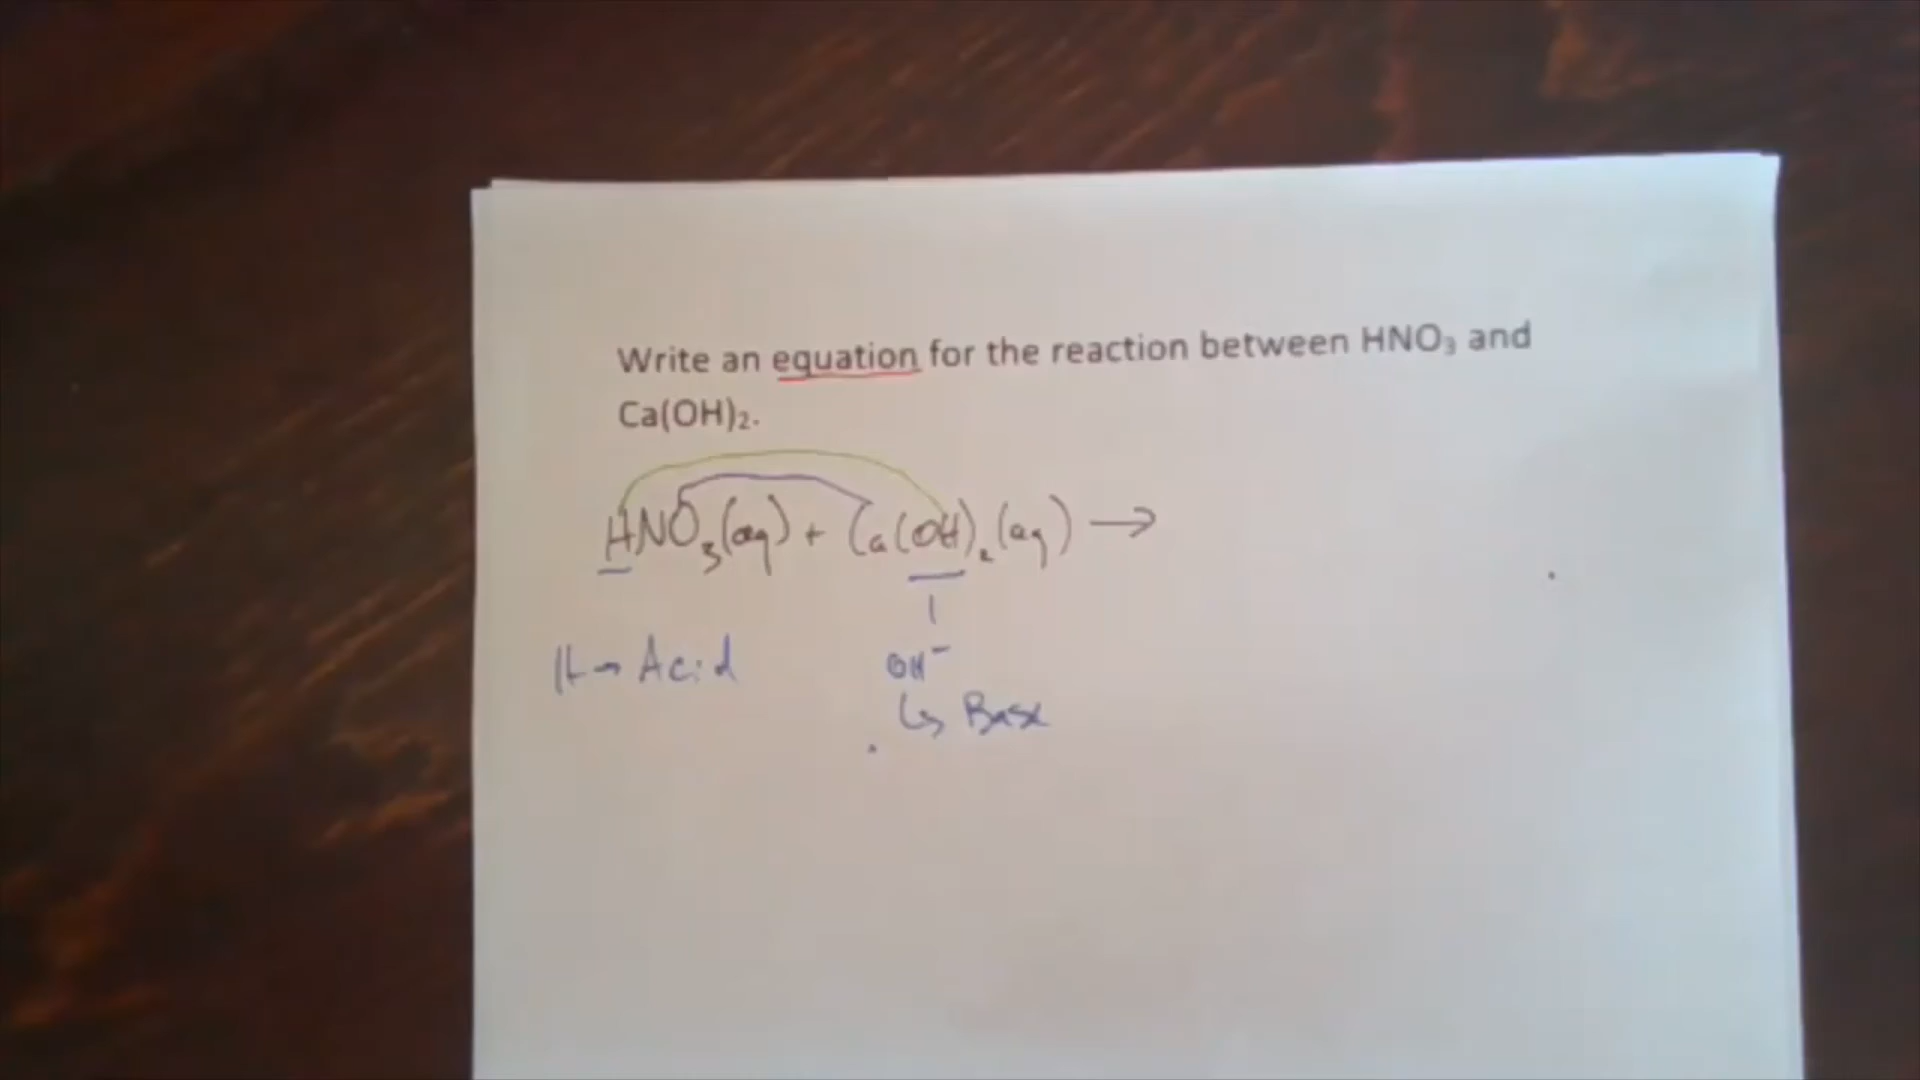 Write an equation for the reaction between HNO₃ and
Ca(OH)₂.
HNO₃(aq) + Ca(OH)₂(aq) →
H → Acid
OH⁻
↳ Base